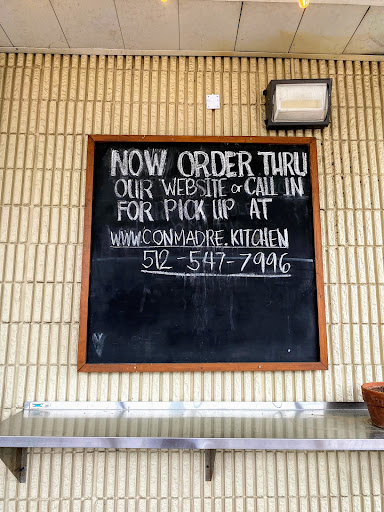 NOW ORDER THRU
OUR WEBSITE or CALL IN
FOR PICK UP AT
WWW.CONMADRE.KITCHEN
512-547-7996